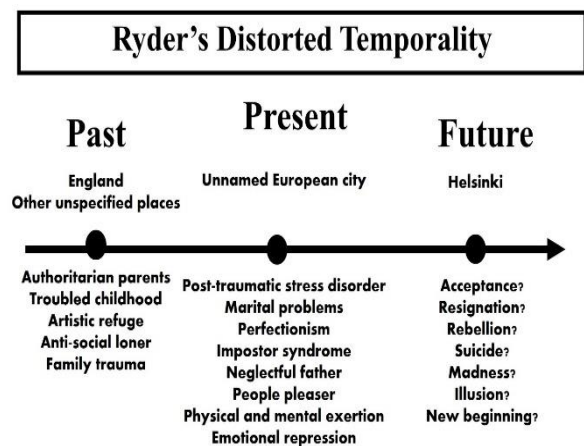 Ryder's Distorted Temporality
Past
England
Other unspecified places
Authoritarian parents
Troubled childhood
Artistic refuge
Anti-social loner
Family trauma
Present
Unnamed European city
Post-traumatic stress disorder
Marital problems
Perfectionism
Impostor syndrome
Neglectful father
People pleaser
Physical and mental exertion
Emotional repression
Future
Helsinki
Acceptance?
Resignation?
Rebellion?
Suicide?
Madness?
Illusion?
New beginning?